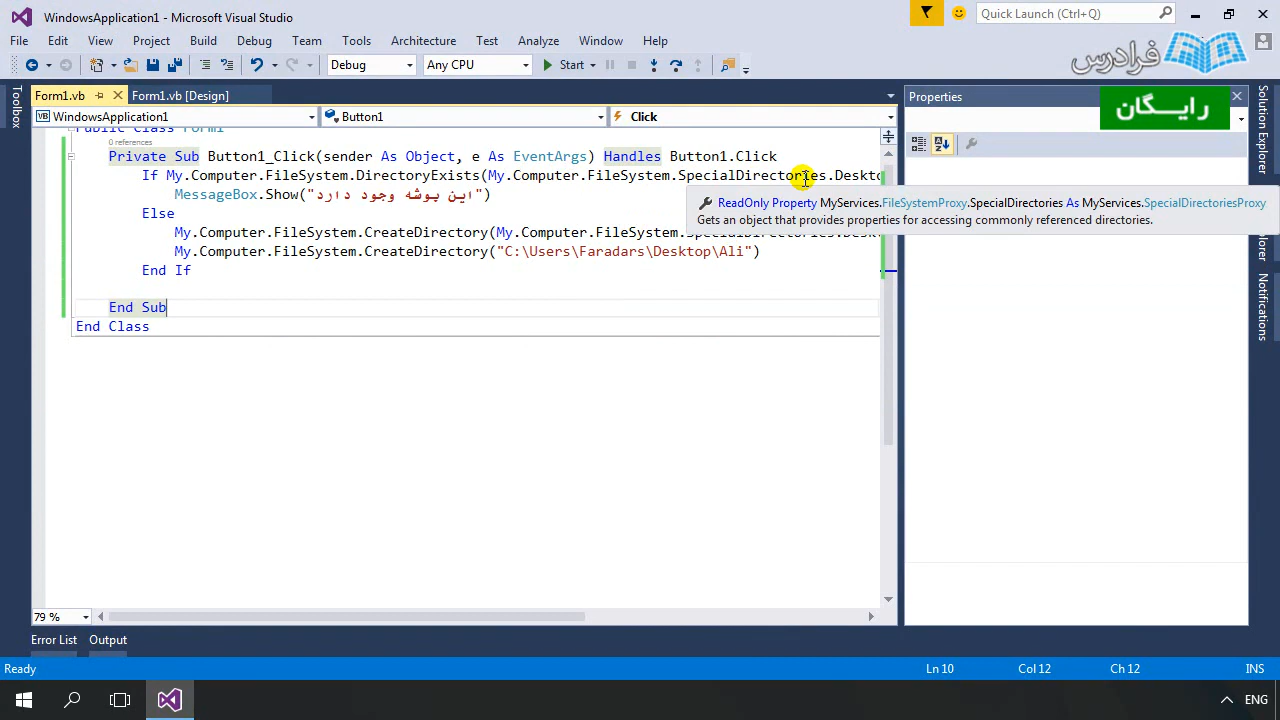 WindowsApplication1 - Microsoft Visual Studio
Quick Launch (Ctrl+Q)
File Edit View Project Build Debug Team Tools Architecture Test Analyze Window Help
Debug Any CPU Start
فرادرس
رایگان
Form1.vb Form1.vb [Design]
Properties
WindowsApplication1 Button1 Click
Toolbox
Solution Explorer
Notifications
Public Class Form1
0 references
Private Sub Button1_Click(sender As Object, e As EventArgs) Handles Button1.Click
If My.Computer.FileSystem.DirectoryExists(My.Computer.FileSystem.SpecialDirectories.Deskto
MessageBox.Show("این پوشه وجود دارد")
ReadOnly Property MyServices.FileSystemProxy.SpecialDirectories As MyServices.SpecialDirectoriesProxy
Gets an object that provides properties for accessing commonly referenced directories.
Else
My.Computer.FileSystem.CreateDirectory(My.Computer.FileSystem.SpecialDirectories.Deskt
My.Computer.FileSystem.CreateDirectory("C:\Users\Faradars\Desktop\Ali")
End If
End Sub
End Class
79 %
Error List Output
Ready Ln 10 Col 12 Ch 12 INS
ENG